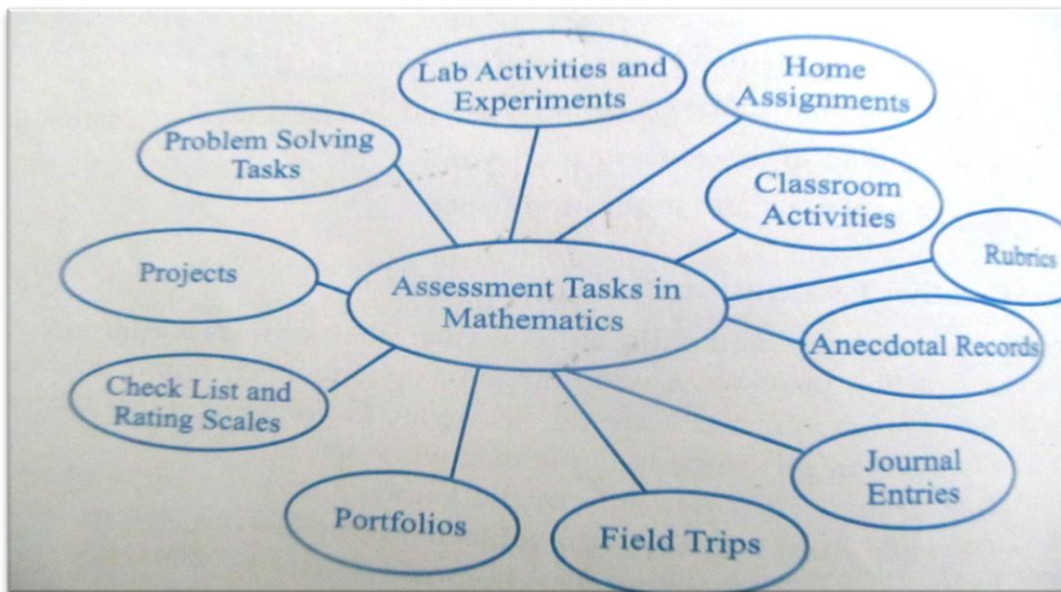 Lab Activities and
Experiments
Home
Assignments
Problem Solving
Tasks
Classroom
Activities
Rubrics
Projects
Assessment Tasks in
Mathematics
Anecdotal Records
Check List and
Rating Scales
Journal
Entries
Portfolios
Field Trips